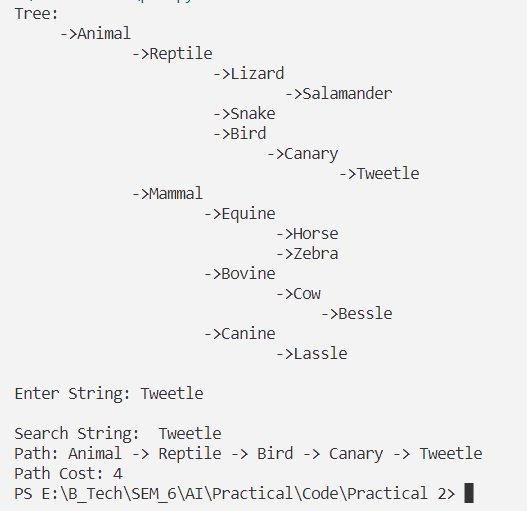 Tree:
->Animal
->Reptile
->Lizard
->Salamander
->Snake
->Bird
->Canary
->Tweetle
->Mammal
->Equine
->Horse
->Zebra
->Bovine
->Cow
->Bessle
->Canine
->Lassle
Enter String: Tweetle
Search String:  Tweetle
Path: Animal -> Reptile -> Bird -> Canary -> Tweetle
Path Cost: 4
PS E:\B_Tech\SEM_6\AI\Practical\Code\Practical 2>